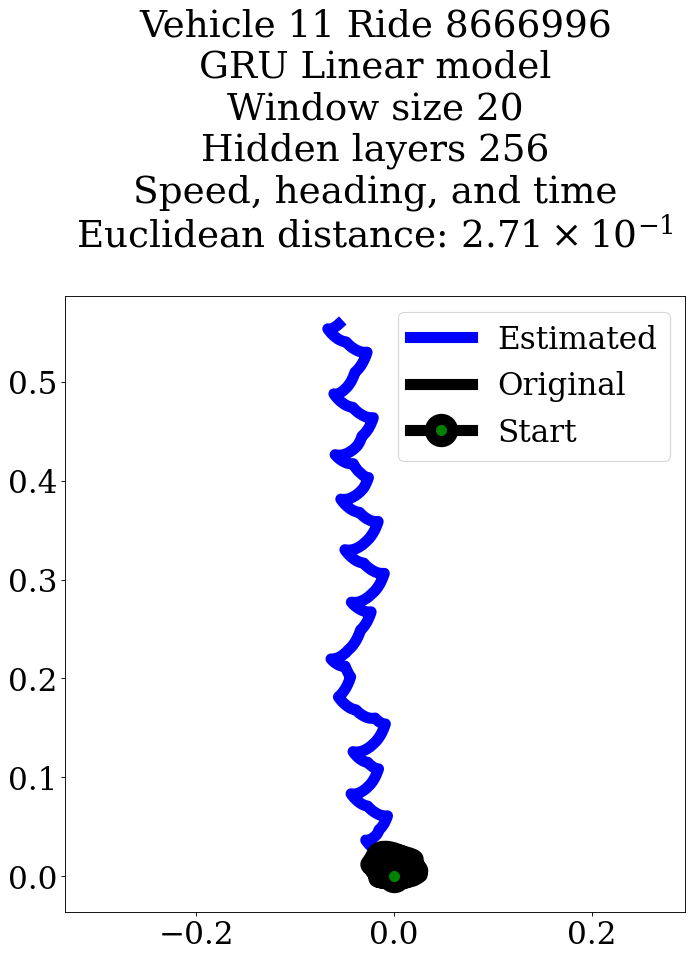 Vehicle 11 Ride 8666996
GRU Linear model
Window size 20
Hidden layers 256
Speed, heading, and time
Euclidean distance: 2.71 × 10⁻¹
Estimated
Original
Start
0.5
0.4
0.3
0.2
0.1
0.0
−0.2 0.0 0.2